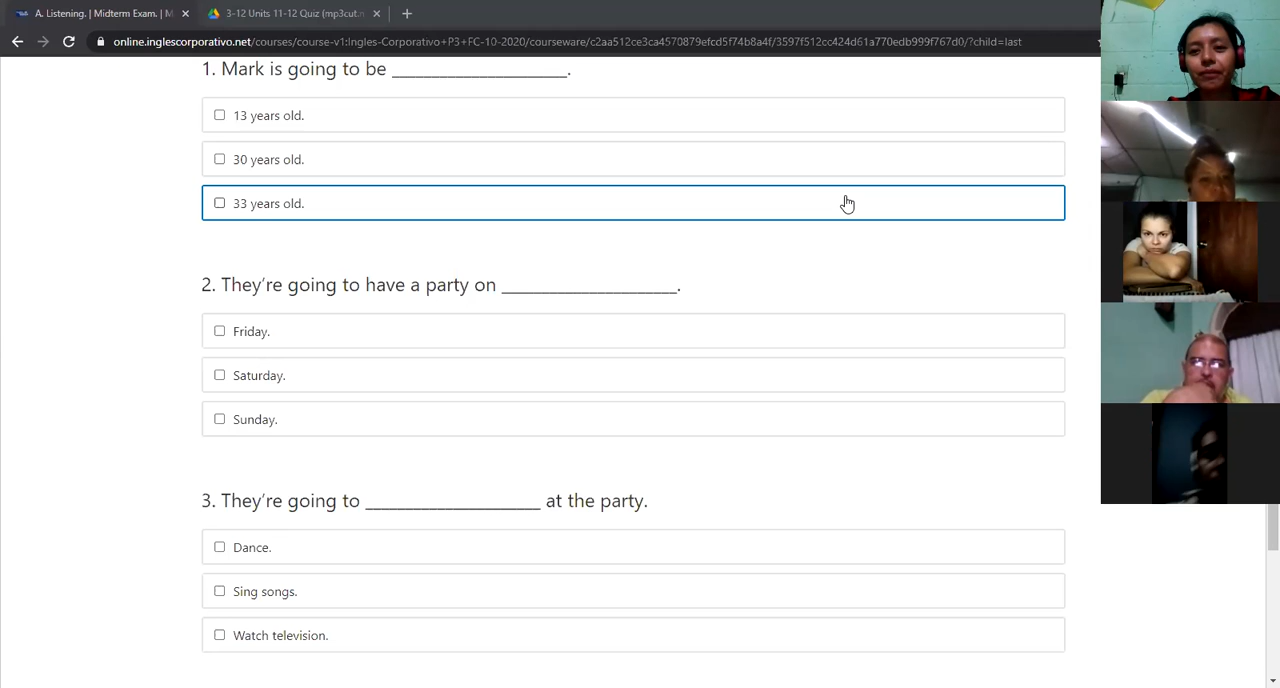 A. Listening. | Midterm Exam. | M
3-12 Units 11-12 Quiz (mp3cut.n
online.inglescorporativo.net/courses/course-v1:Ingles-Corporativo+P3+FC-10-2020/courseware/c2aa512ce3ca4570879efcd5f74b8a4f/3597f512cc424d61a770edb999f767d0/?child=last
1. Mark is going to be ____________________.
13 years old.
30 years old.
33 years old.
2. They're going to have a party on ____________________.
Friday.
Saturday.
Sunday.
3. They're going to ____________________ at the party.
Dance.
Sing songs.
Watch television.